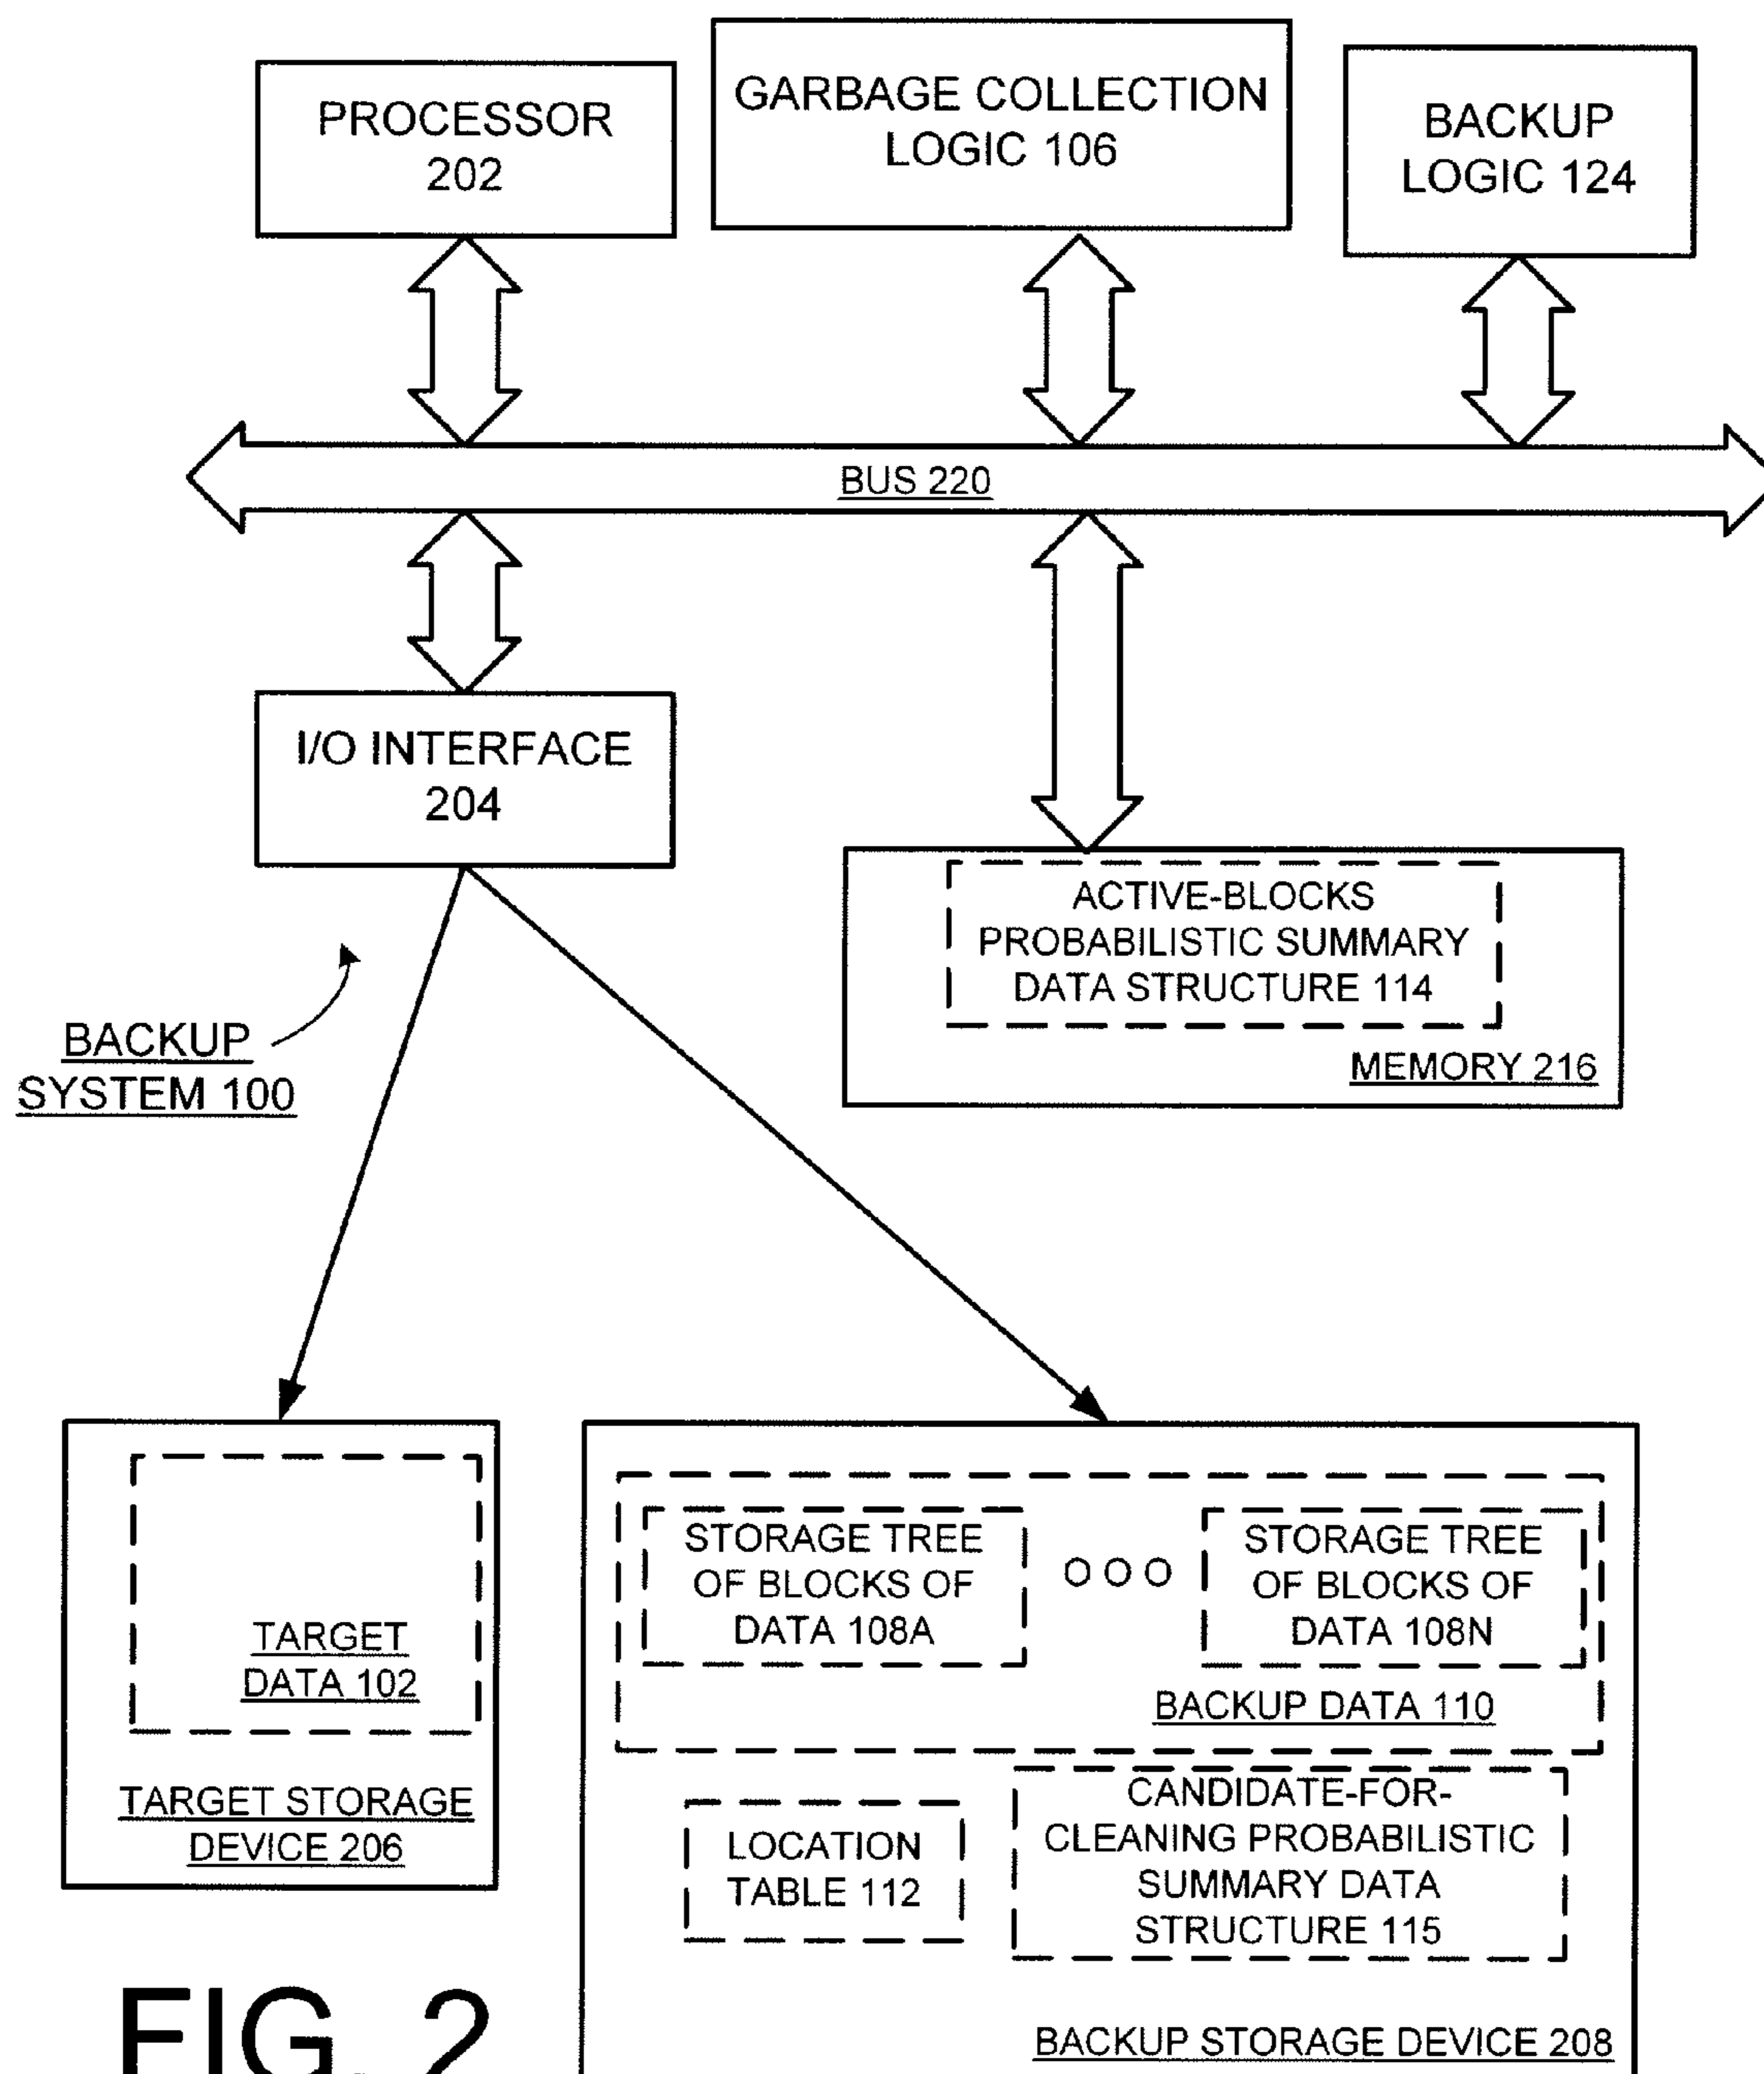 PROCESSOR
202
GARBAGE COLLECTION
LOGIC 106
BACKUP
LOGIC 124
BUS 220
I/O INTERFACE
204
ACTIVE-BLOCKS
PROBABILISTIC SUMMARY
DATA STRUCTURE 114
MEMORY 216
BACKUP
SYSTEM 100
TARGET
DATA 102
TARGET STORAGE
DEVICE 206
STORAGE TREE
OF BLOCKS OF
DATA 108A
STORAGE TREE
OF BLOCKS OF
DATA 108N
BACKUP DATA 110
LOCATION
TABLE 112
CANDIDATE-FOR-
CLEANING PROBABILISTIC
SUMMARY DATA
STRUCTURE 115
BACKUP STORAGE DEVICE 208
FIG. 2